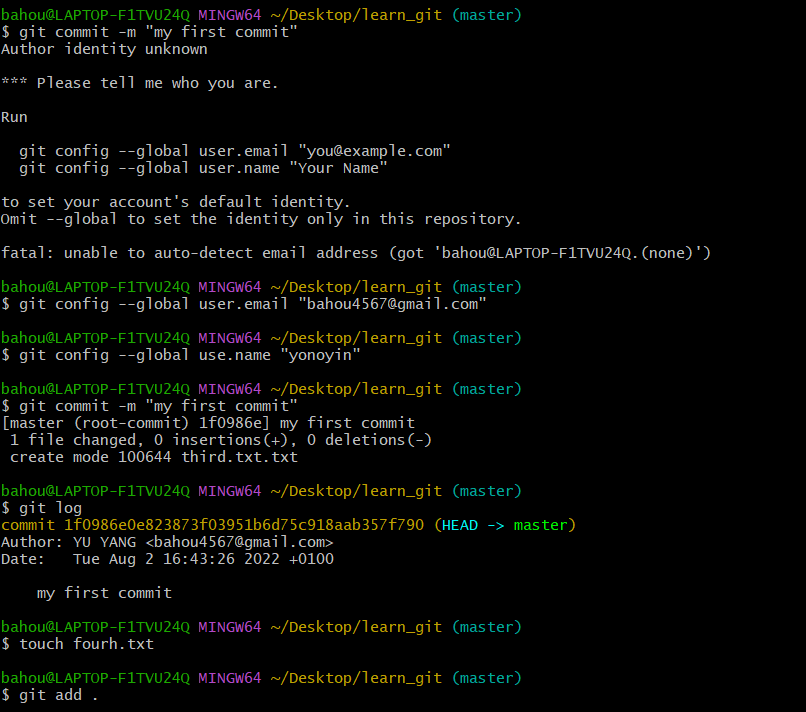 bahou@LAPTOP-F1TVU24Q MINGW64 ~/Desktop/learn_git (master)
$ git commit -m "my first commit"
Author identity unknown
*** Please tell me who you are.
Run
  git config --global user.email "you@example.com"
  git config --global user.name "Your Name"
to set your account's default identity.
Omit --global to set the identity only in this repository.
fatal: unable to auto-detect email address (got 'bahou@LAPTOP-F1TVU24Q.(none)')
bahou@LAPTOP-F1TVU24Q MINGW64 ~/Desktop/learn_git (master)
$ git config --global user.email "bahou4567@gmail.com"
bahou@LAPTOP-F1TVU24Q MINGW64 ~/Desktop/learn_git (master)
$ git config --global use.name "yonoyin"
bahou@LAPTOP-F1TVU24Q MINGW64 ~/Desktop/learn_git (master)
$ git commit -m "my first commit"
[master (root-commit) 1f0986e] my first commit
 1 file changed, 0 insertions(+), 0 deletions(-)
 create mode 100644 third.txt.txt
bahou@LAPTOP-F1TVU24Q MINGW64 ~/Desktop/learn_git (master)
$ git log
commit 1f0986e0e823873f03951b6d75c918aab357f790 (HEAD -> master)
Author: YU YANG <bahou4567@gmail.com>
Date:   Tue Aug 2 16:43:26 2022 +0100
    my first commit
bahou@LAPTOP-F1TVU24Q MINGW64 ~/Desktop/learn_git (master)
$ touch fourh.txt
bahou@LAPTOP-F1TVU24Q MINGW64 ~/Desktop/learn_git (master)
$ git add .